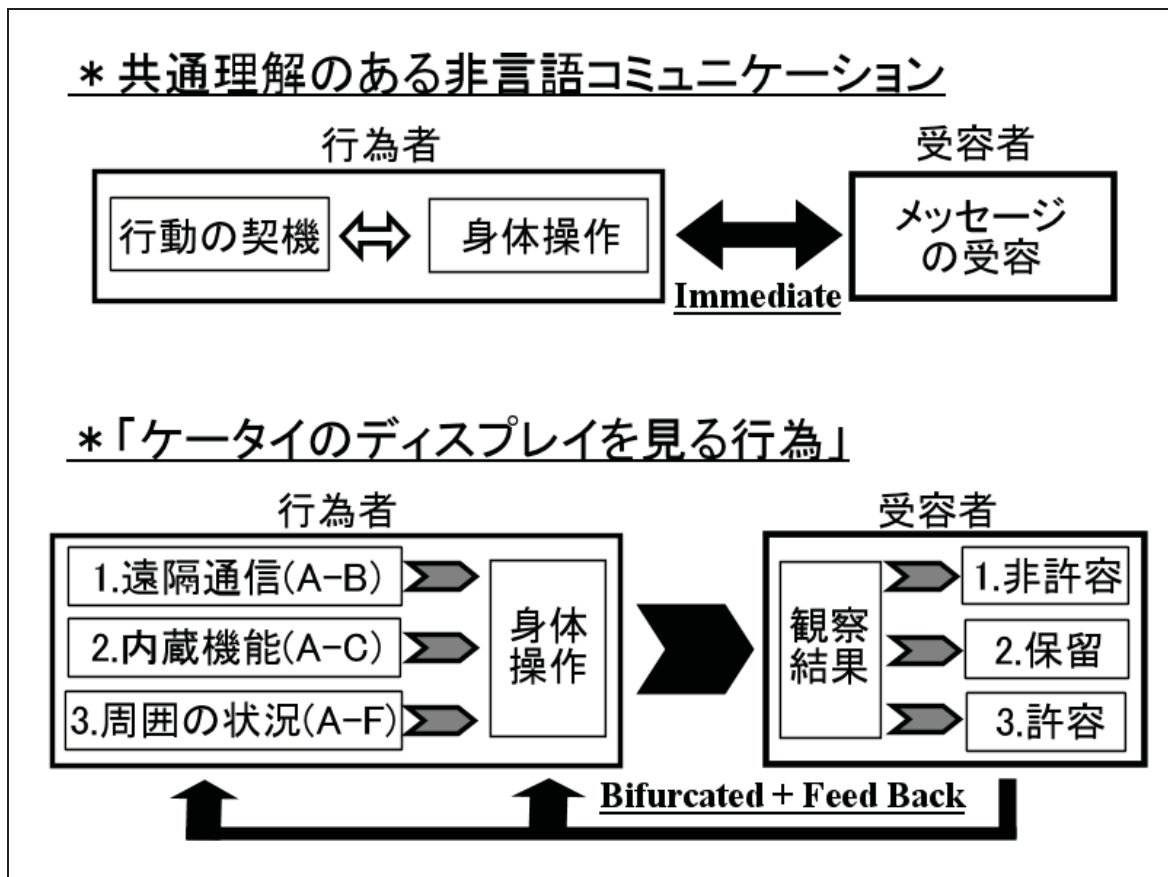 ＊共通理解のある非言語コミュニケーション
行為者
受容者
行動の契機
身体操作
メッセージ
の受容
Immediate
＊「ケータイのディスプレイを見る行為」
行為者
受容者
1.遠隔通信(A-B)
2.内蔵機能(A-C)
3.周囲の状況(A-F)
身体
操作
観察
結果
1.非許容
2.保留
3.許容
Bifurcated + Feed Back